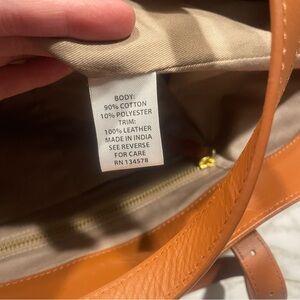 BODY:
90% COTTON
10% POLYESTER
TRIM:
100% LEATHER
MADE IN INDIA
SEE REVERSE
FOR CARE
RN 134578